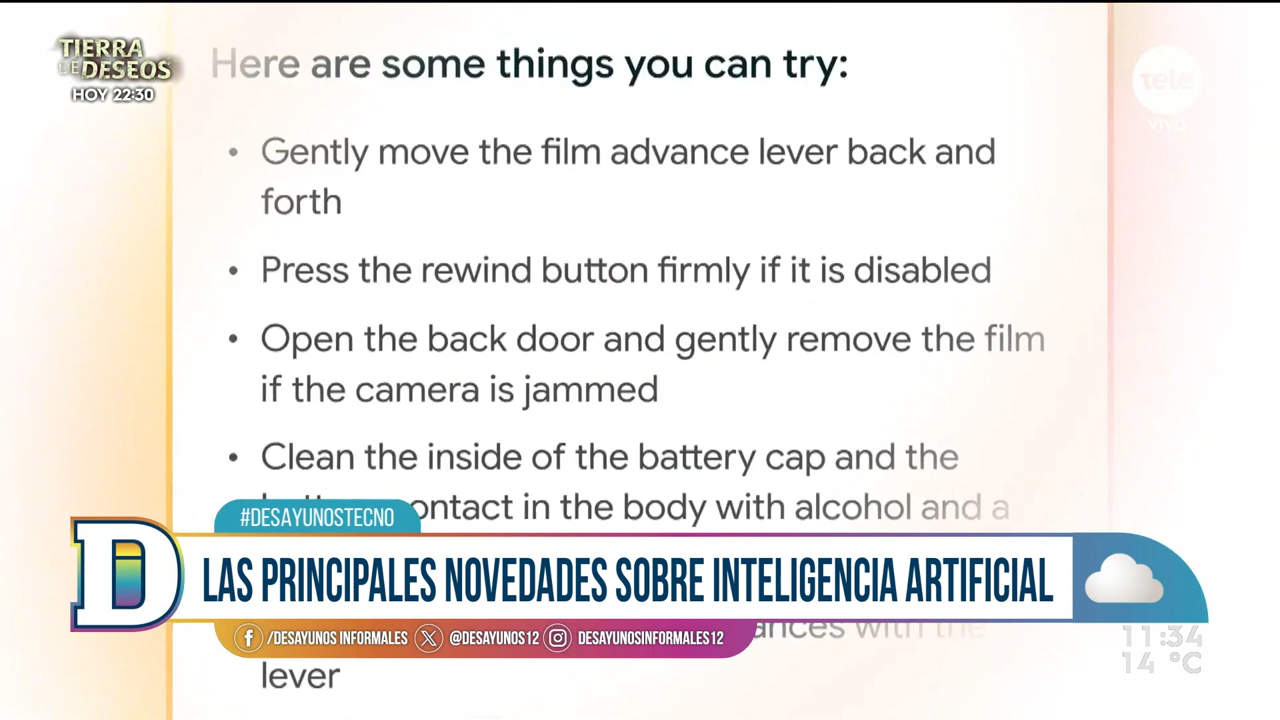 TIERRA
DE DESEOS
HOY 22:30
tele
VIVO
Here are some things you can try:
• Gently move the film advance lever back and
forth
• Press the rewind button firmly if it is disabled
• Open the back door and gently remove the film
if the camera is jammed
• Clean the inside of the battery cap and the
contact in the body with alcohol and a
#DESAYUNOSTECNO
D
LAS PRINCIPALES NOVEDADES SOBRE INTELIGENCIA ARTIFICIAL
/DESAYUNOS INFORMALES @DESAYUNOS12 DESAYUNOSINFORMALES12
with the
lever
11:34
14 °C